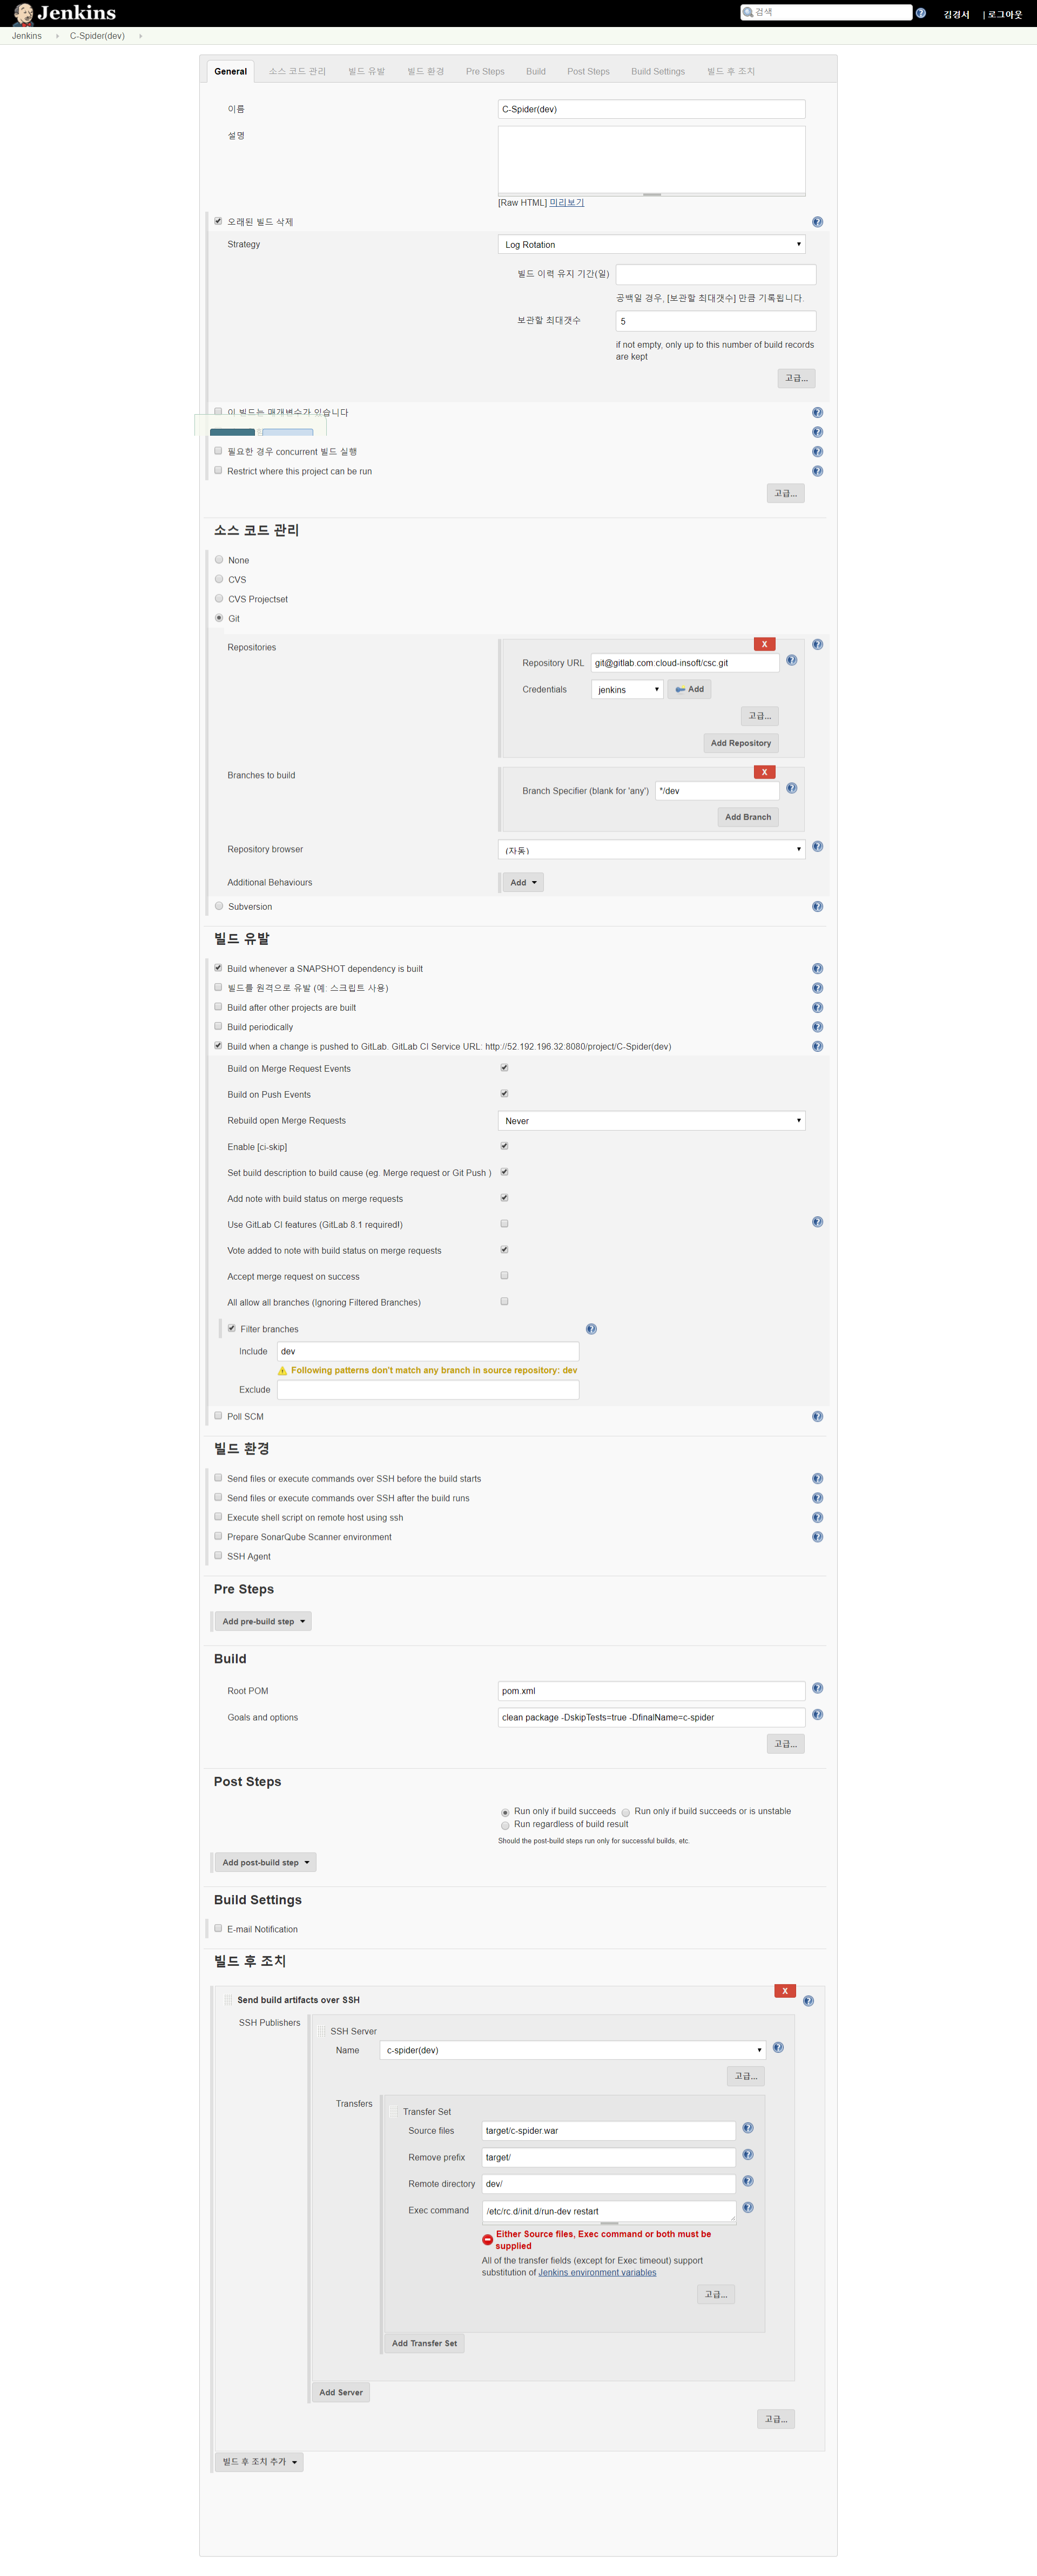 Jenkins
검색
김경서 | 로그아웃
Jenkins C-Spider(dev)
General 소스 코드 관리 빌드 유발 빌드 환경 Pre Steps Build Post Steps Build Settings 빌드 후 조치
이름 C-Spider(dev)
설명
[Raw HTML] 미리보기
오래된 빌드 삭제
Strategy Log Rotation
빌드 이력 유지 기간(일)
공백일 경우, [보관할 최대갯수] 만큼 기록됩니다.
보관할 최대갯수 5
if not empty, only up to this number of build records
are kept
고급...
이 빌드는 매개변수가 있습니다
필요한 경우 concurrent 빌드 실행
Restrict where this project can be run
고급...
소스 코드 관리
None
CVS
CVS Projectset
Git
Repositories
X
Repository URL git@gitlab.com:cloud-insoft/csc.git
Credentials jenkins Add
고급...
Add Repository
Branches to build
X
Branch Specifier (blank for 'any') */dev
Add Branch
Repository browser (자동)
Additional Behaviours Add
Subversion
빌드 유발
Build whenever a SNAPSHOT dependency is built
빌드를 원격으로 유발 (예: 스크립트 사용)
Build after other projects are built
Build periodically
Build when a change is pushed to GitLab. GitLab CI Service URL: http://52.192.196.32:8080/project/C-Spider(dev)
Build on Merge Request Events
Build on Push Events
Rebuild open Merge Requests Never
Enable [ci-skip]
Set build description to build cause (eg. Merge request or Git Push )
Add note with build status on merge requests
Use GitLab CI features (GitLab 8.1 required!)
Vote added to note with build status on merge requests
Accept merge request on success
All allow all branches (Ignoring Filtered Branches)
Filter branches
Include dev
Following patterns don't match any branch in source repository: dev
Exclude
Poll SCM
빌드 환경
Send files or execute commands over SSH before the build starts
Send files or execute commands over SSH after the build runs
Execute shell script on remote host using ssh
Prepare SonarQube Scanner environment
SSH Agent
Pre Steps
Add pre-build step
Build
Root POM pom.xml
Goals and options clean package -DskipTests=true -DfinalName=c-spider
고급...
Post Steps
Run only if build succeeds Run only if build succeeds or is unstable
Run regardless of build result
Should the post-build steps run only for successful builds, etc.
Add post-build step
Build Settings
E-mail Notification
빌드 후 조치
X
Send build artifacts over SSH
SSH Publishers
SSH Server
Name c-spider(dev)
고급...
Transfers
Transfer Set
Source files target/c-spider.war
Remove prefix target/
Remote directory dev/
Exec command /etc/rc.d/init.d/run-dev restart
Either Source files, Exec command or both must be
supplied
All of the transfer fields (except for Exec timeout) support
substitution of Jenkins environment variables
고급...
Add Transfer Set
Add Server
고급...
빌드 후 조치 추가